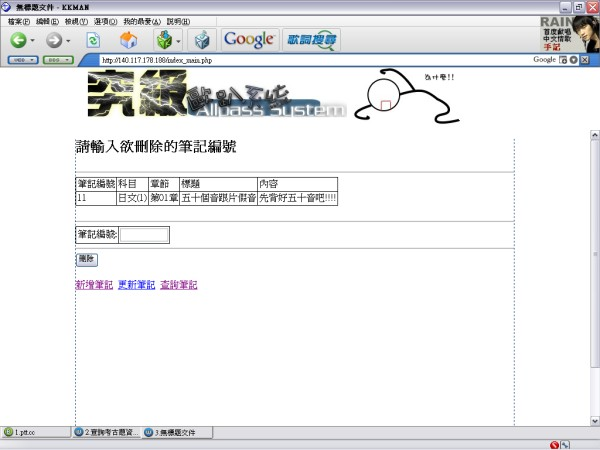 無標題文件 - KKMAN
檔案(F) 編輯(E) 檢視(V) 選項(O) 我的最愛(A) 說明(H)
Google 歌詞搜尋
RAIN
首度獻唱
中文情歌
手記
http://140.117.178.188/index_main.php
Google
突級
歐趴系統
Allpass System
為什麼!!
請輸入欲刪除的筆記編號
筆記編號 科目 章節 標題 內容
11 日文(1) 第01章 五十個音跟片假音 先背好五十音吧!!!!
筆記編號:
刪除
新增筆記 更新筆記 查詢筆記
1.ptt.cc 2.查詢考古題資... 3.無標題文件